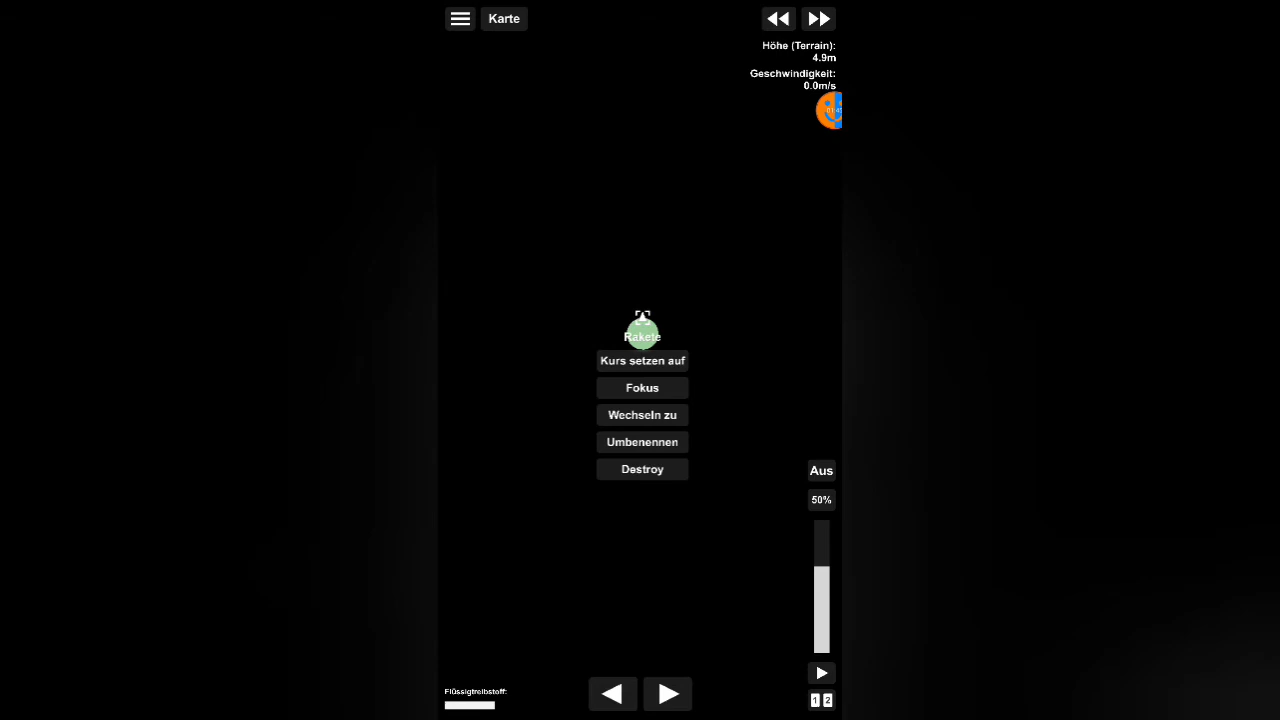 Karte
Höhe (Terrain):
4.9m
Geschwindigkeit:
0.0m/s
Rakete
Kurs setzen auf
Fokus
Wechseln zu
Umbenennen
Destroy
Aus
50%
Flüssigtreibstoff:
1 2